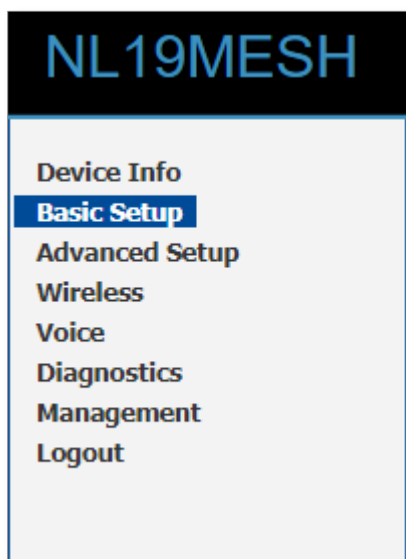 NL19MESH
Device Info
Basic Setup
Advanced Setup
Wireless
Voice
Diagnostics
Management
Logout